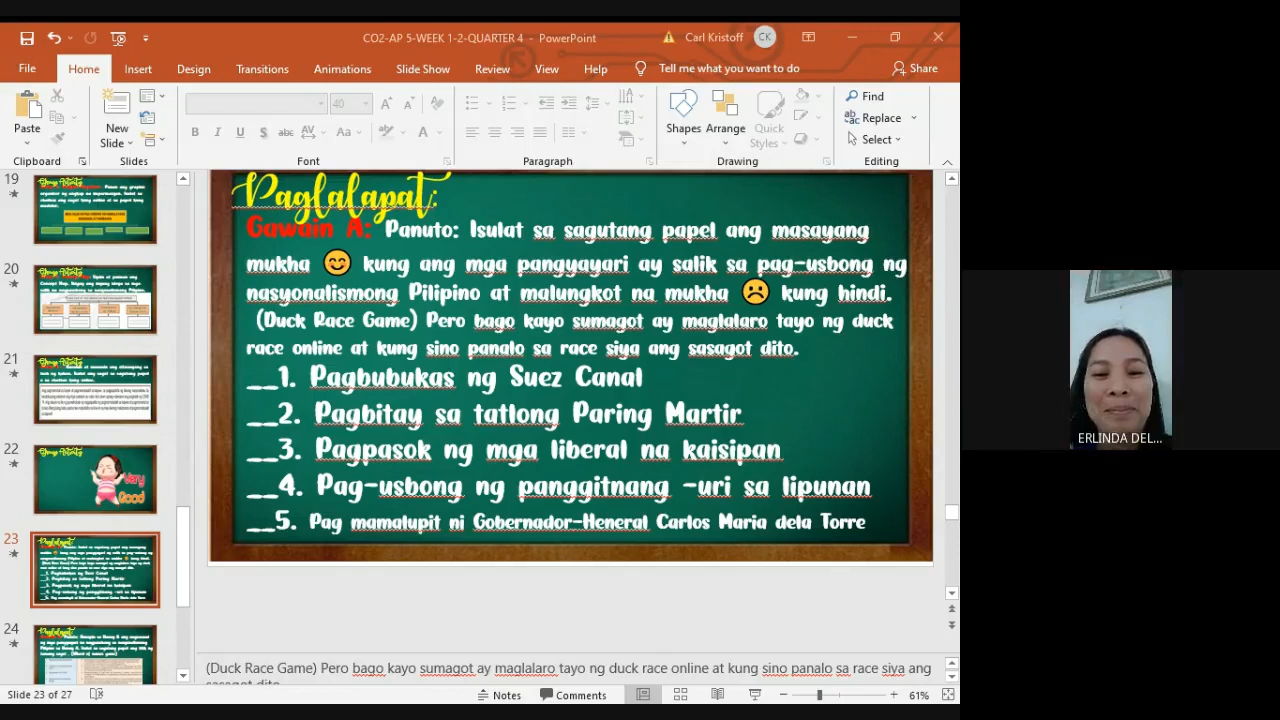 CO2-AP 5-WEEK 1-2-QUARTER 4 - PowerPoint
Carl Kristoff CK
File Home Insert Design Transitions Animations Slide Show Review View Help Tell me what you want to do Share
40
Paste
New Slide
B I U S abc AV Aa A
Shapes Arrange Quick Styles
Find
Replace
Select
Clipboard Slides Font Paragraph Drawing Editing
19
20
21
22
Very Good
23
24
Paglalapat:
Gawain A: Panuto: Isulat sa sagutang papel ang masayang
mukha 😊 kung ang mga pangyayari ay salik sa pag-usbong ng
nasyonalismong Pilipino at malungkot na mukha ☹️ kung hindi.
(Duck Race Game) Pero bago kayo sumagot ay maglalaro tayo ng duck
race online at kung sino panalo sa race siya ang sasagot dito.
__1. Pagbubukas ng Suez Canal
__2. Pagbitay sa tatlong Paring Martir
__3. Pagpasok ng mga liberal na kaisipan
__4. Pag-usbong ng panggitnang -uri sa lipunan
__5. Pag mamalupit ni Gobernador-Heneral Carlos Maria dela Torre
(Duck Race Game) Pero bago kayo sumagot ay maglalaro tayo ng duck race online at kung sino panalo sa race siya ang
sasagot dito
Slide 23 of 27 Notes Comments 61%
ERLINDA DEL...